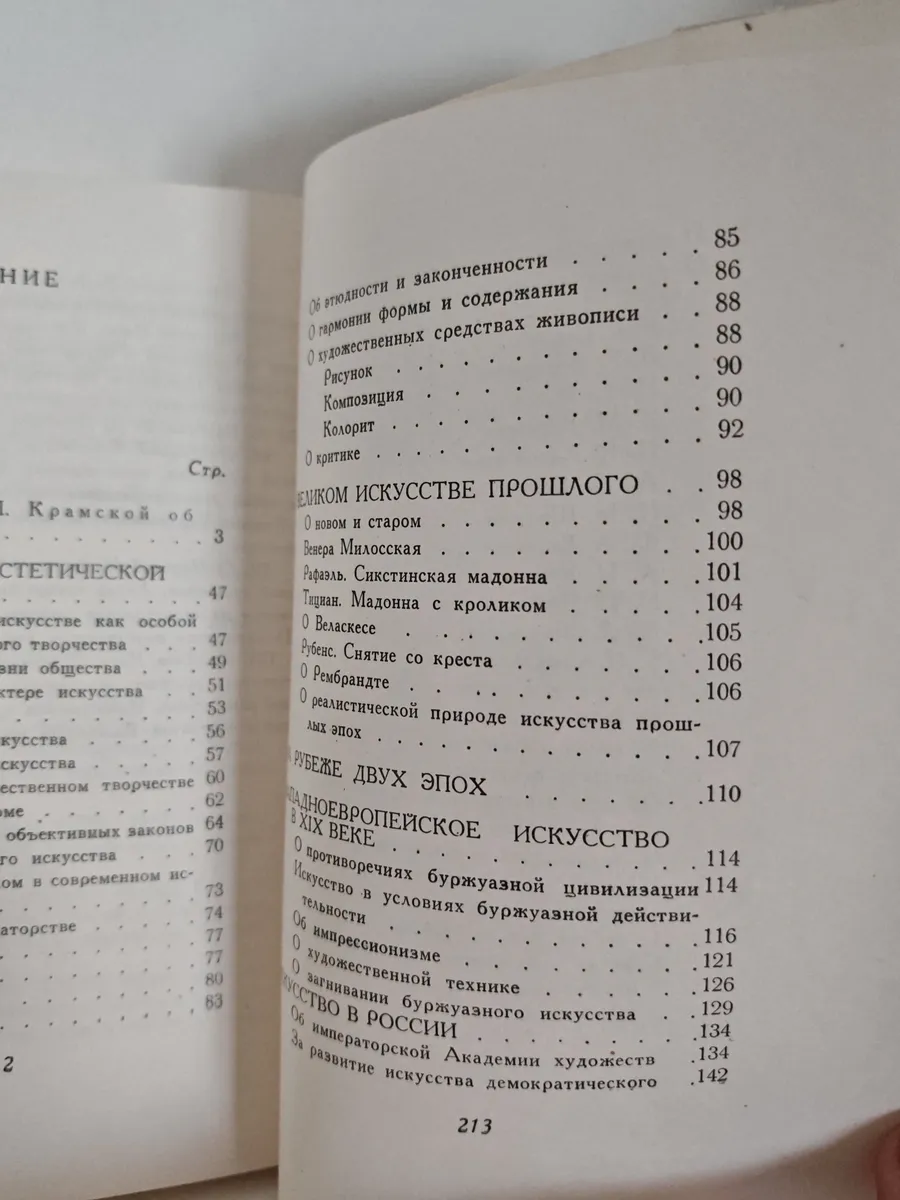 НИЕ
Стр.
Крамской об
. . . . . . . . 3
СТЕТИЧЕСКОЙ
. . . . . . . . 47
искусстве как особой
ого творчества . . . 47
зни общества . . . 49
ктере искусства . . 51
. . . . . . . . 53
кусства . . . . . 56
скусства . . . . . 57
ественном творчестве 60
рме . . . . . . . 62
объективных законов 64
го искусства . . . 70
ом в современном ис-
. . . . . . . . 73
аторстве . . . . . 74
. . . . . . . . 77
. . . . . . . . 77
. . . . . . . . 80
. . . . . . . . 83
2
Об этюдности и законченности . . . . . 85
О гармонии формы и содержания . . . . 86
О художественных средствах живописи . . 88
Рисунок . . . . . . . . . . 88
Композиция . . . . . . . . . 90
Колорит . . . . . . . . . . 90
О критике . . . . . . . . . . 92
ВЕЛИКОМ ИСКУССТВЕ ПРОШЛОГО . . 98
О новом и старом . . . . . . . . . 98
Венера Милосская . . . . . . . . . 100
Рафаэль. Сикстинская мадонна . . . . . 101
Тициан. Мадонна с кроликом . . . . . 104
О Веласкесе . . . . . . . . . . 105
Рубенс. Снятие со креста . . . . . . . 106
О Рембрандте . . . . . . . . . . 106
О реалистической природе искусства прош-
лых эпох . . . . . . . . . . . 107
РУБЕЖЕ ДВУХ ЭПОХ . . . . . . . 110
ПАДНОЕВРОПЕЙСКОЕ ИСКУССТВО
В XIX ВЕКЕ . . . . . . . . . . 114
О противоречиях буржуазной цивилизации 114
Искусство в условиях буржуазной действи-
тельности . . . . . . . . . . 116
Об импрессионизме . . . . . . . . 121
О художественной технике . . . . . . 126
О загнивании буржуазного искусства . . 129
УССТВО В РОССИИ . . . . . . . . 134
Об императорской Академии художеств . 134
За развитие искусства демократического . 142
213